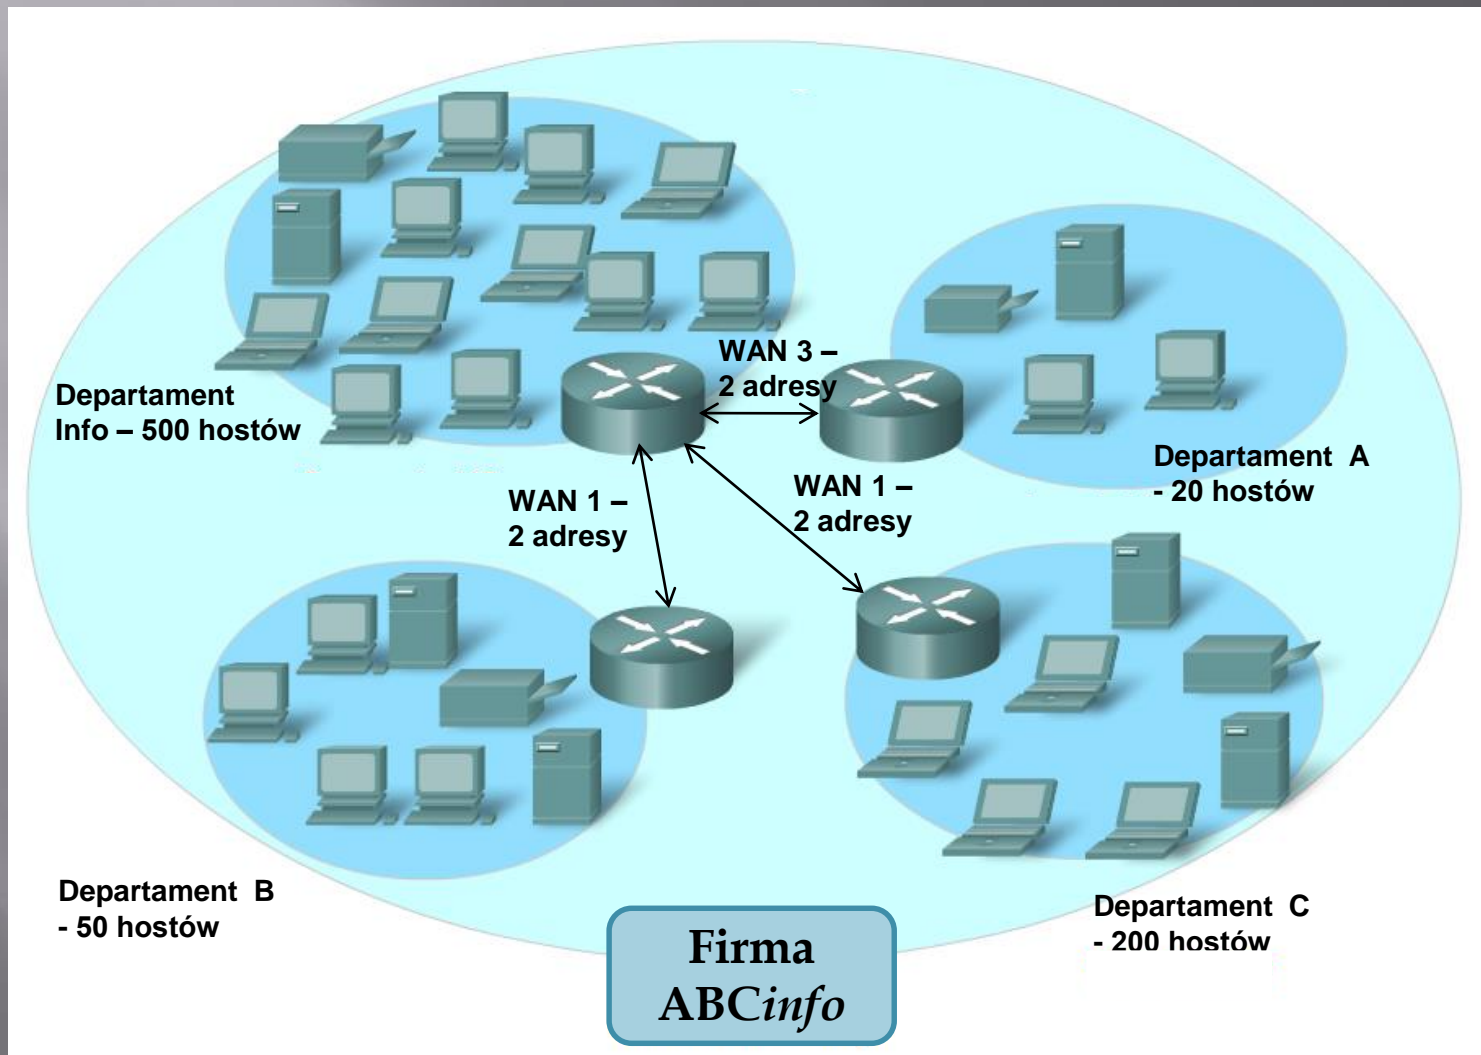 WAN 3 –
2 adresy
Departament
Info – 500 hostów
Departament A
- 20 hostów
WAN 1 –
2 adresy
WAN 1 –
2 adresy
Departament B
- 50 hostów
Departament C
- 200 hostów
Firma
ABCinfo